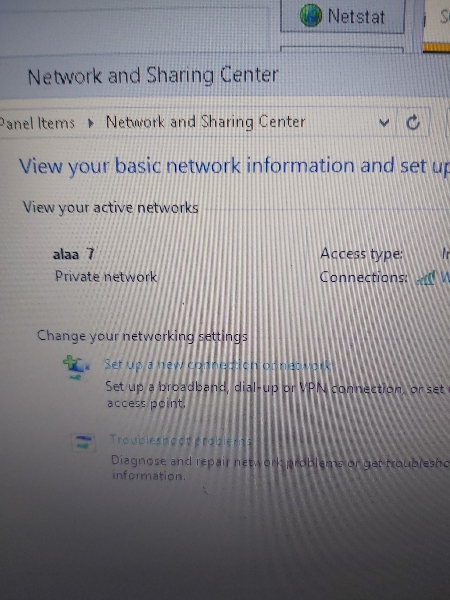 Netstat
Network and Sharing Center
Panel Items ▸ Network and Sharing Center
View your basic network information and set up
View your active networks
alaa 7
Access type:
Private network
Connections:
Change your networking settings
Set up a new connection or network
Set up a broadband, dial-up or VPN connection, or set
access point.
Troubleshoot problems
Diagnose and repair network problems or get troublesho
information.